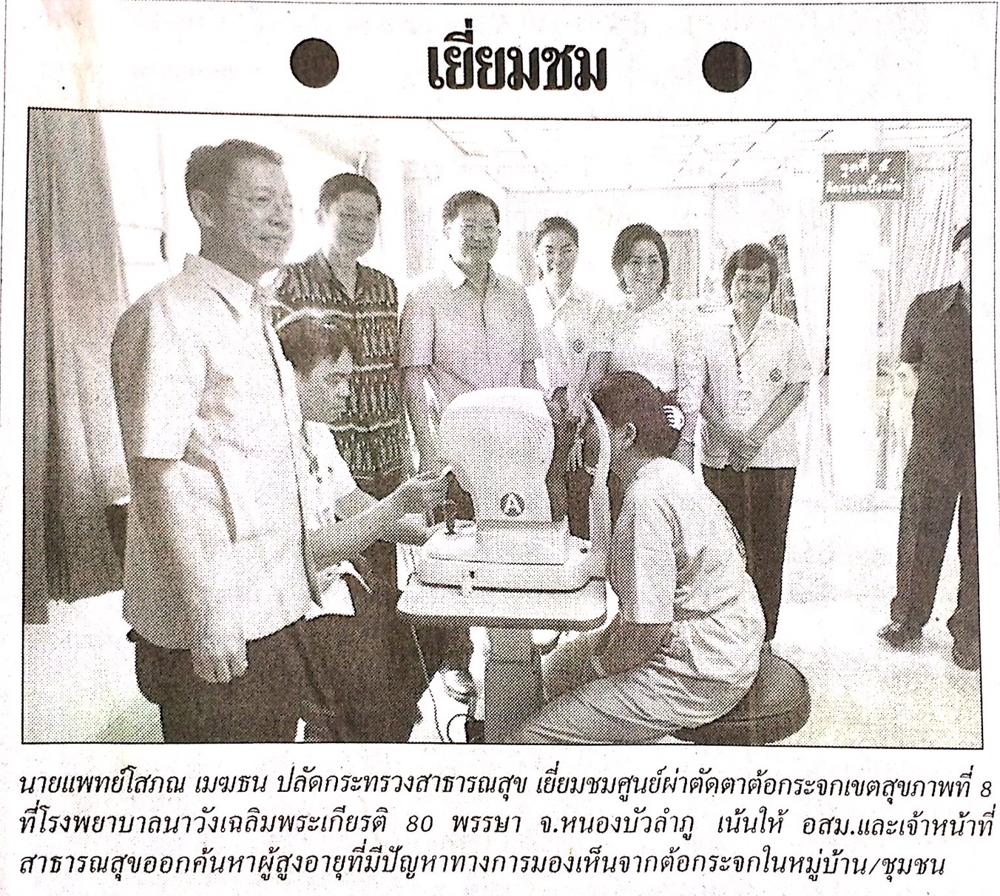 เยี่ยมชม
จุดที่ ๕
A
นายแพทย์โสภณ เมฆธน ปลัดกระทรวงสาธารณสุข เยี่ยมชมศูนย์ผ่าตัดตาต้อกระจกเขตสุขภาพที่ 8
ที่โรงพยาบาลนาวังเฉลิมพระเกียรติ 80 พรรษา จ.หนองบัวลำภู เน้นให้ อสม.และเจ้าหน้าที่
สาธารณสุขออกค้นหาผู้สูงอายุที่มีปัญหาทางการมองเห็นจากต้อกระจกในหมู่บ้าน/ชุมชน